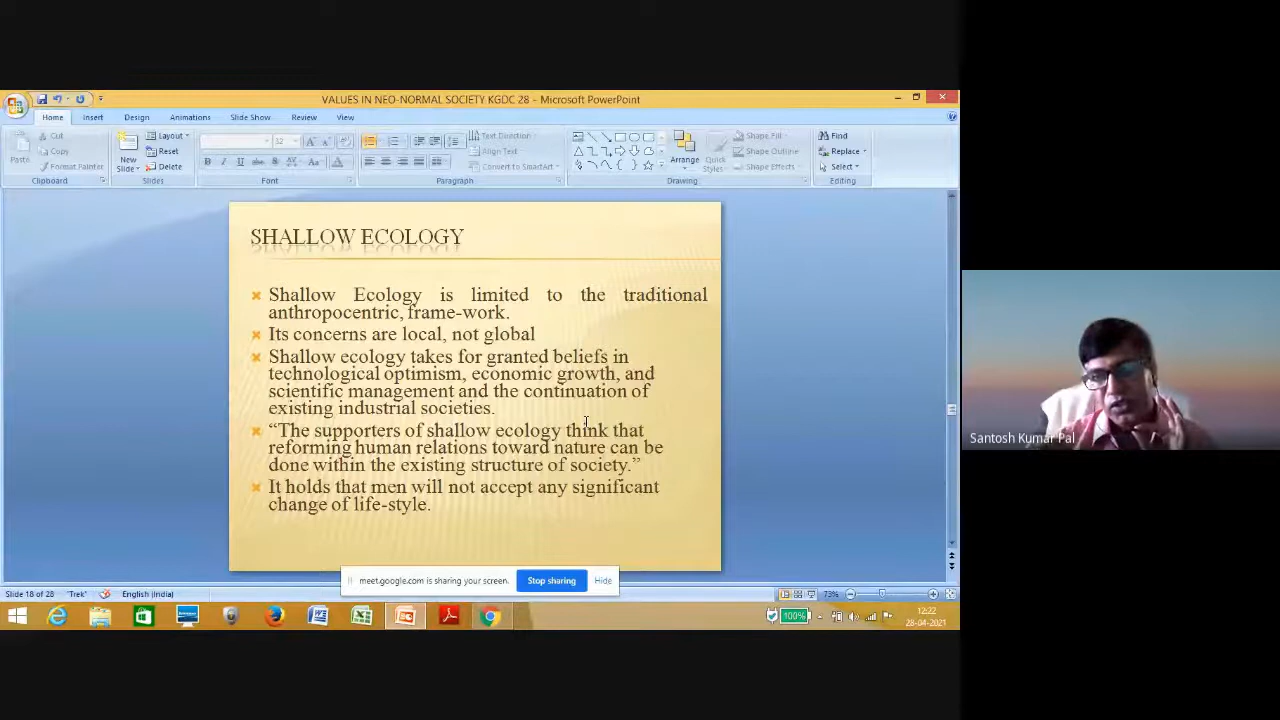 VALUES IN NEO-NORMAL SOCIETY KGDC 28 - Microsoft PowerPoint
Home Insert Design Animations Slide Show Review View
Paste
Cut
Copy
Format Painter
Clipboard
New Slide
Layout
Reset
Delete
Slides
32
B I U abc S AV Aa A
Font
Text Direction
Align Text
Convert to SmartArt
Paragraph
Arrange
Quick Styles
Shape Fill
Shape Outline
Shape Effects
Drawing
Find
Replace
Select
Editing
SHALLOW ECOLOGY
Shallow Ecology is limited to the traditional
anthropocentric, frame-work.
Its concerns are local, not global
Shallow ecology takes for granted beliefs in
technological optimism, economic growth, and
scientific management and the continuation of
existing industrial societies.
“The supporters of shallow ecology think that
reforming human relations toward nature can be
done within the existing structure of society.”
It holds that men will not accept any significant
change of life-style.
Santosh Kumar Pal
meet.google.com is sharing your screen. Stop sharing Hide
Slide 18 of 28 "Trek" English (India) 73%
100% 12:22
28-04-2021